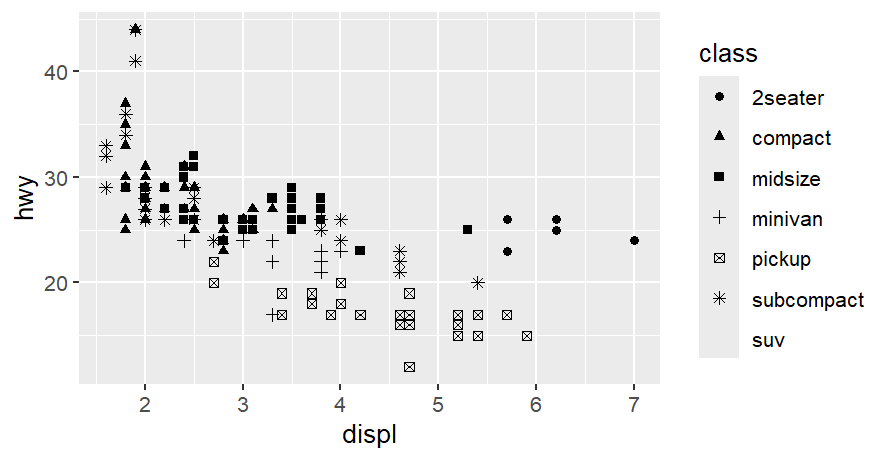 hwy
40
30
20
2
3
4
5
6
7
displ
class
2seater
compact
midsize
minivan
pickup
subcompact
suv